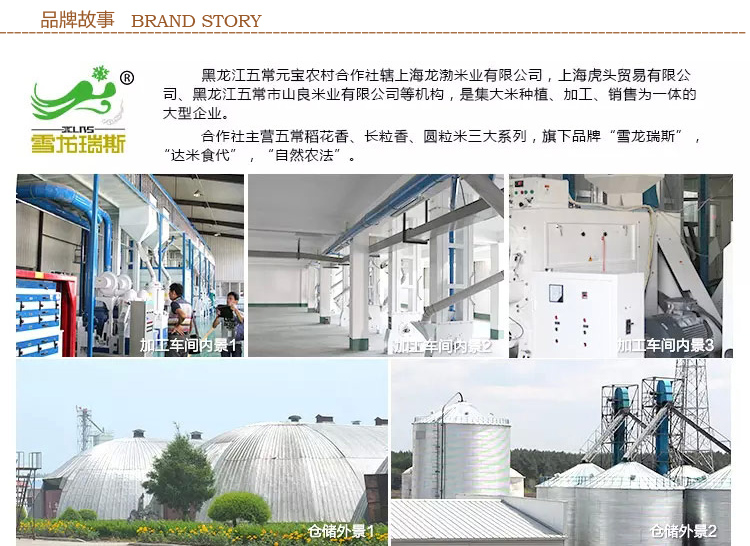 品牌故事 BRAND STORY
®
JCLNS
雪龙瑞斯
黑龙江五常元宝农村合作社辖上海龙渤米业有限公司，上海虎头贸易有限公
司、黑龙江五常市山良米业有限公司等机构，是集大米种植、加工、销售为一体的
大型企业。
合作社主营五常稻花香、长粒香、圆粒米三大系列，旗下品牌“雪龙瑞斯”，
“达米食代”，“自然农法”。
加工车间内景1
加工车间内景2
加工车间内景3
仓储外景1
仓储外景2